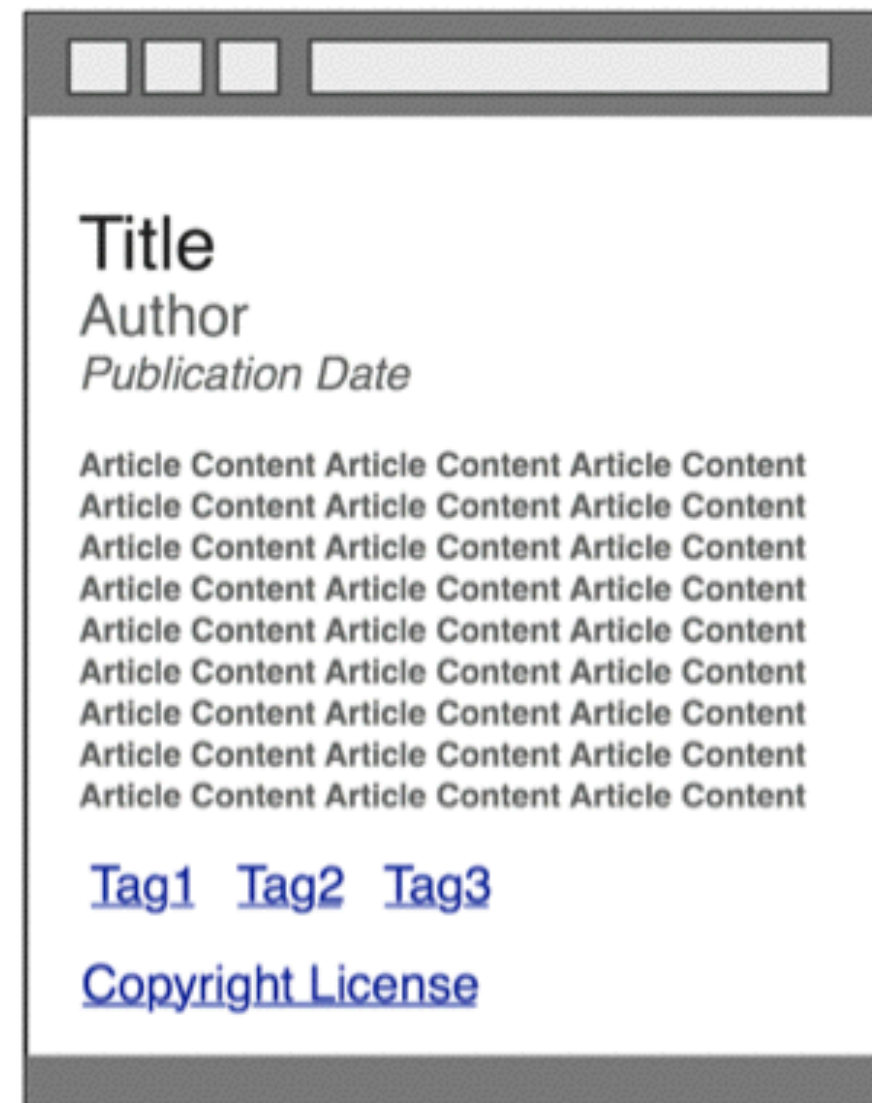 Title
Author
Publication Date
Article Content Article Content Article Content
Article Content Article Content Article Content
Article Content Article Content Article Content
Article Content Article Content Article Content
Article Content Article Content Article Content
Article Content Article Content Article Content
Article Content Article Content Article Content
Article Content Article Content Article Content
Article Content Article Content Article Content
Tag1 Tag2 Tag3
Copyright License